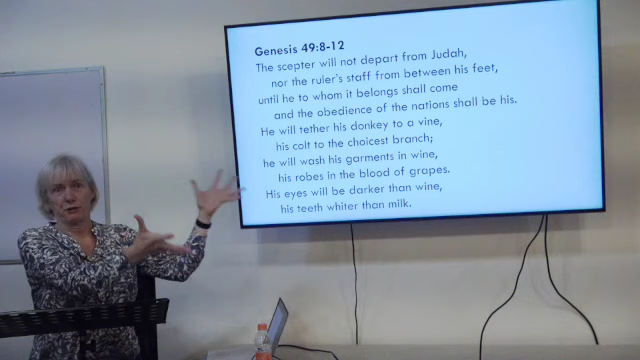 Genesis 49:8-12
The scepter will not depart from Judah,
nor the ruler's staff from between his feet,
until he to whom it belongs shall come
and the obedience of the nations shall be his.
He will tether his donkey to a vine,
his colt to the choicest branch;
he will wash his garments in wine,
his robes in the blood of grapes.
His eyes will be darker than wine,
his teeth whiter than milk.